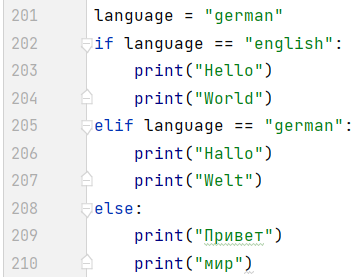 201 language = "german"
202 if language == "english":
203     print("Hello")
204     print("World")
205 elif language == "german":
206     print("Hallo")
207     print("Welt")
208 else:
209     print("Привет")
210     print("мир")